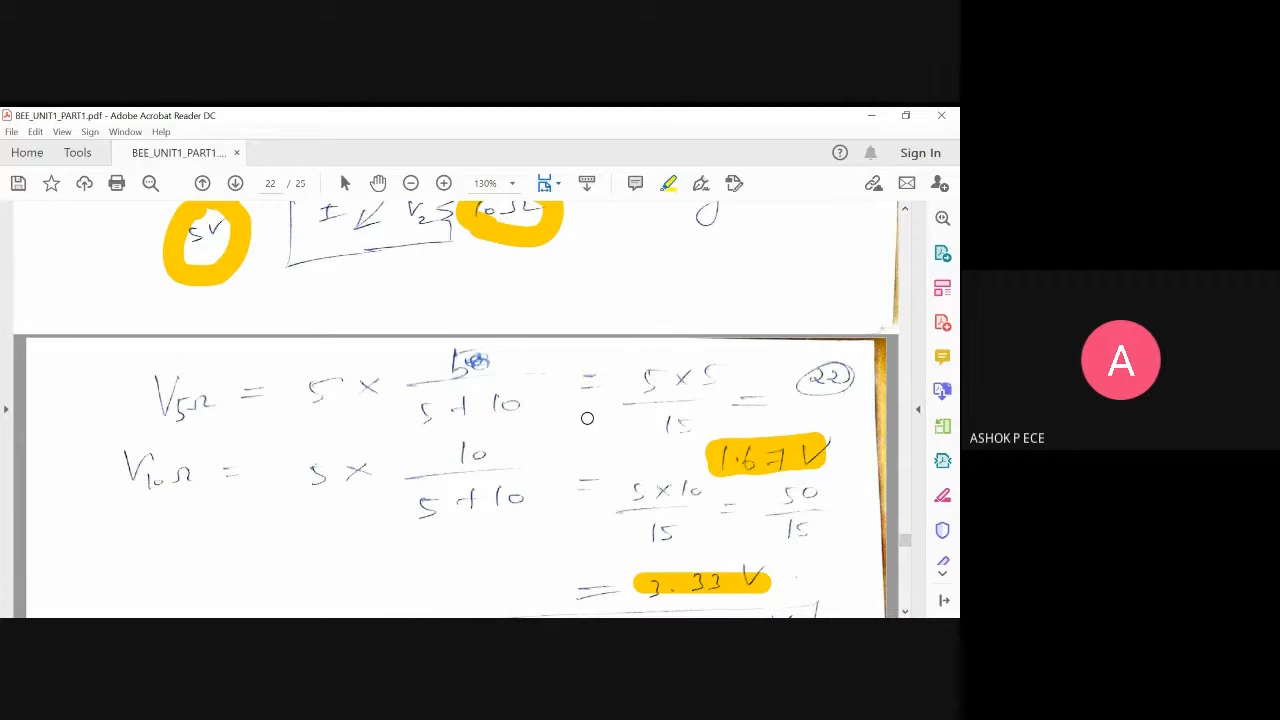 BEE_UNIT1_PART1.pdf - Adobe Acrobat Reader DC
File Edit View Sign Window Help
Home Tools BEE_UNIT1_PART1.... × Sign In
22 / 25 130%
5V I V2 10Ω
V5Ω = 5 × 5 / 5 + 10 = 5 × 5 / 15 = 22
1.67 V
V10Ω = 5 × 10 / 5 + 10 = 5 × 10 / 15 = 50 / 15
= 3.33 V
A
ASHOK P ECE